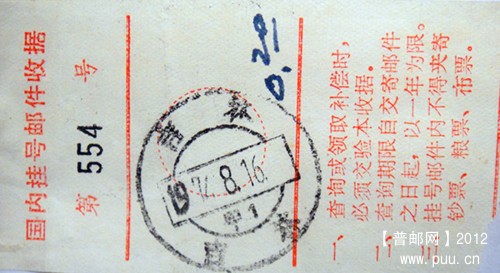 国内挂号邮件收据
第 554 号
0.20
8.16
一、查询或领取补偿时，
必须交验本收据。
二、查询期限自交寄邮件
之日起，以一年为限。
三、挂号邮件内不得夹寄
钞票、粮票、布票。
【普邮网】2012
www.puu.cn